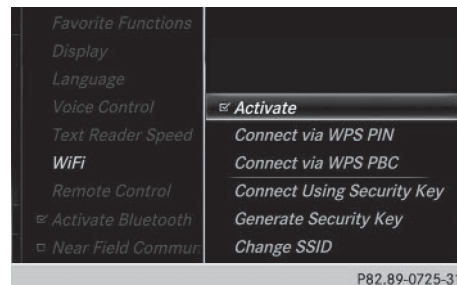 Favorite Functions
Display
Language
Voice Control
Text Reader Speed
WiFi
Remote Control
Activate Bluetooth
Near Field Commun
Activate
Connect via WPS PIN
Connect via WPS PBC
Connect Using Security Key
Generate Security Key
Change SSID
P82.89-0725-31